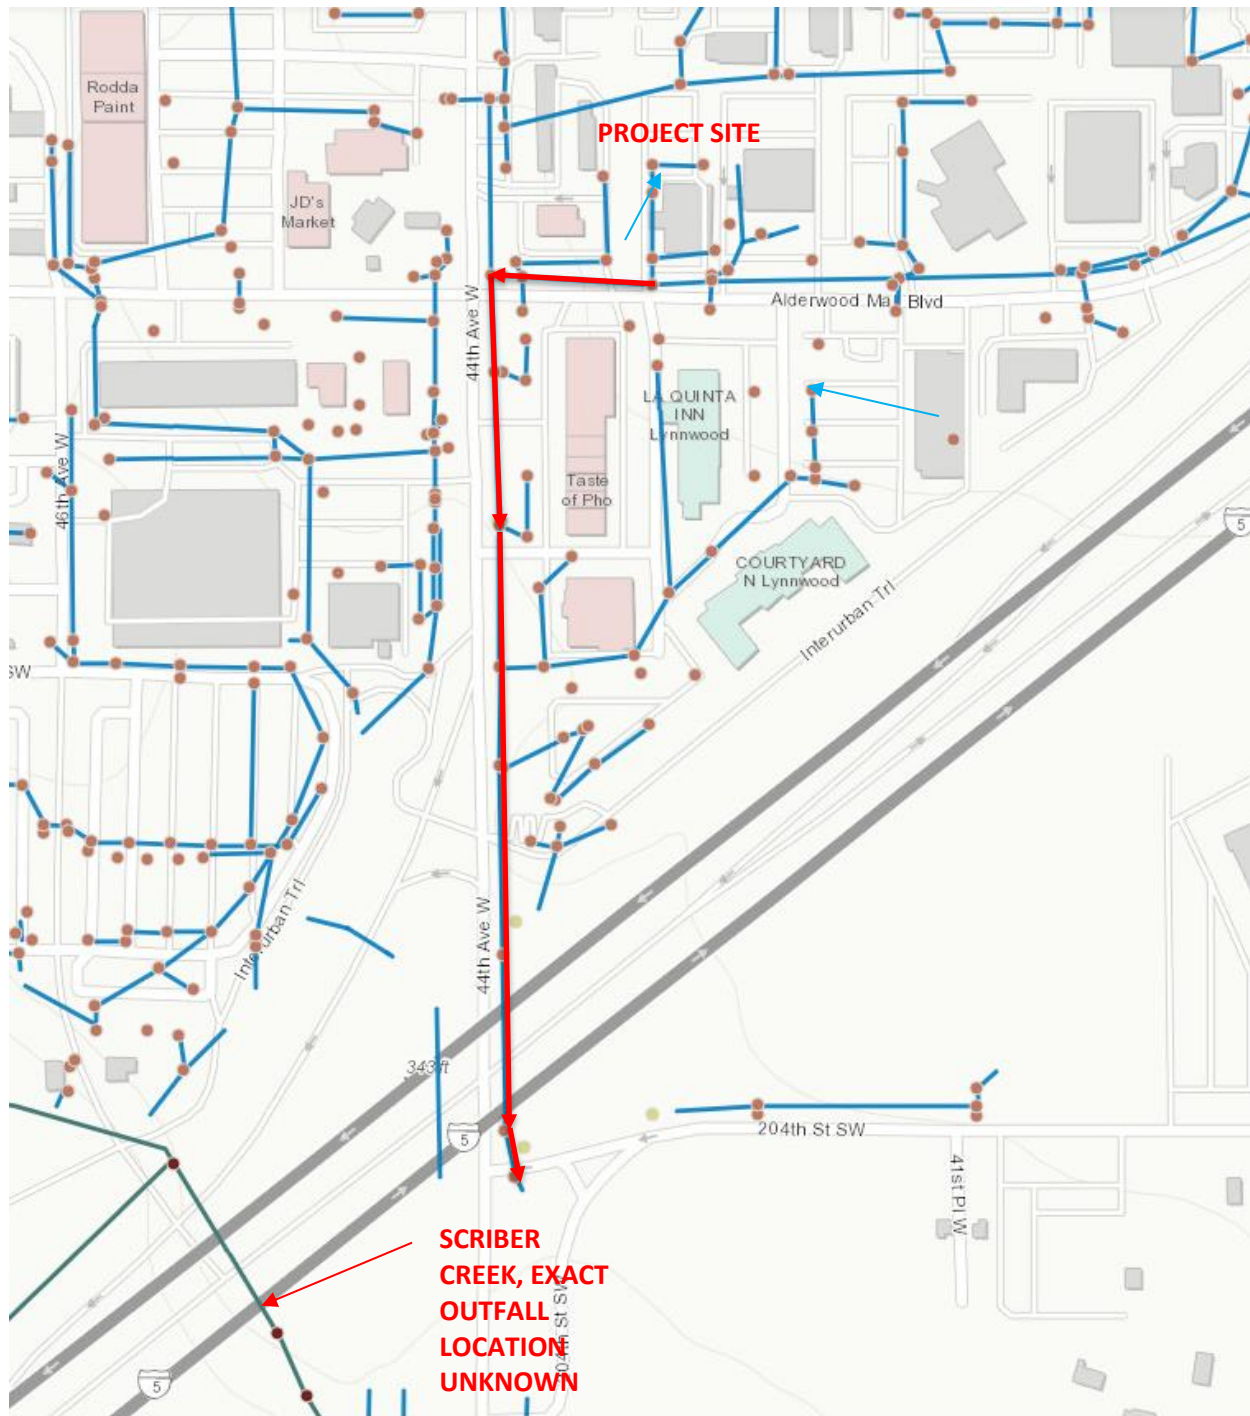 Rodda
Paint
PROJECT SITE
JD's
Market
44th Ave W
Alderwood Ma Blvd
LA QUINTA
INN
Lynnwood
46th Ave W
Taste
of Pho
5
COURTYARD
N Lynnwood
Interurban Trl
SW
44th Ave W
Interurban Trl
343 ft
5
204th St SW
41st Pl W
SCRIBER
CREEK, EXACT
OUTFALL
LOCATION
UNKNOWN
204th St SW
5